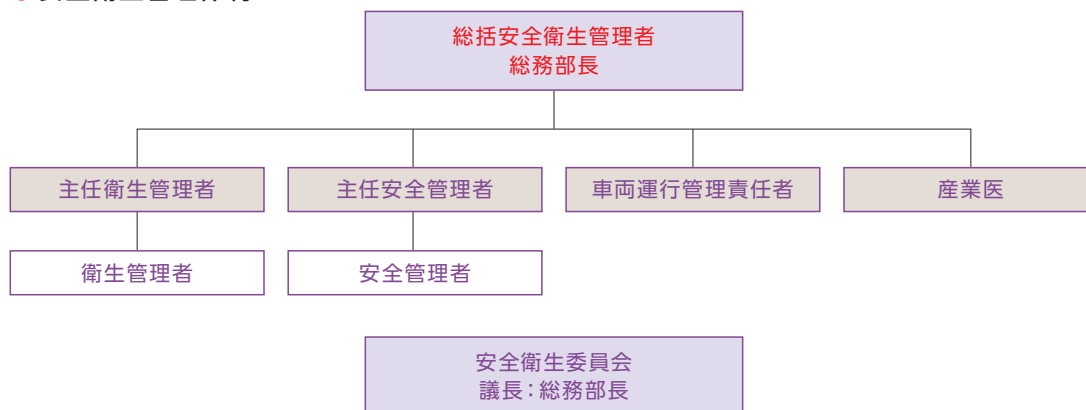 総括安全衛生管理者
総務部長
主任衛生管理者
主任安全管理者
車両運行管理責任者
産業医
衛生管理者
安全管理者
安全衛生委員会
議長：総務部長